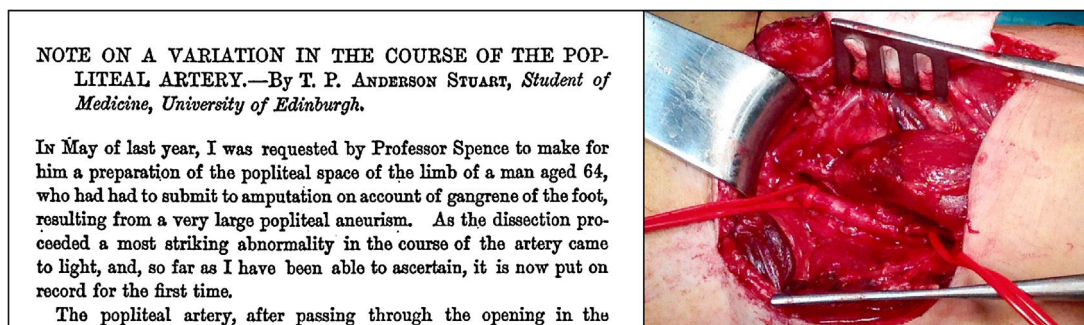 NOTE ON A VARIATION IN THE COURSE OF THE POP-
LITEAL ARTERY.—By T. P. Anderson Stuart, Student of
Medicine, University of Edinburgh.
In May of last year, I was requested by Professor Spence to make for
him a preparation of the popliteal space of the limb of a man aged 64,
who had had to submit to amputation on account of gangrene of the foot,
resulting from a very large popliteal aneurism. As the dissection pro-
ceeded a most striking abnormality in the course of the artery came
to light, and, so far as I have been able to ascertain, it is now put on
record for the first time.
The popliteal artery, after passing through the opening in the